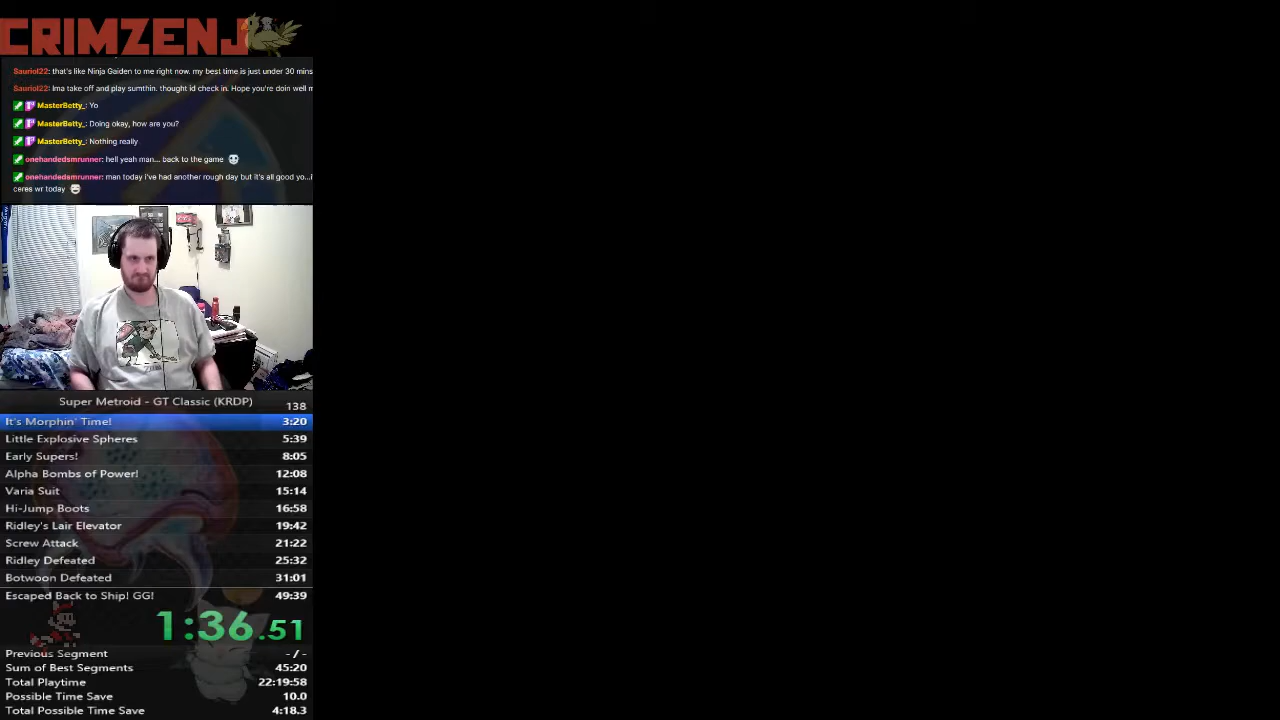 CRIMZENJ
Sauriol22: that's like Ninja Gaiden to me right now. my best time is just under 30 mins
Sauriol22: Ima take off and play sumthin. thought id check in. Hope you're doin well m
MasterBetty_: Yo
MasterBetty_: Doing okay, how are you?
MasterBetty_: Nothing really
onehandedsmrunner: hell yeah man... back to the game
onehandedsmrunner: man today i've had another rough day but it's all good yo...i
ceres wr today
Super Metroid - GT Classic (KRDP)
138
It's Morphin' Time! 3:20
Little Explosive Spheres 5:39
Early Supers! 8:05
Alpha Bombs of Power! 12:08
Varia Suit 15:14
Hi-Jump Boots 16:58
Ridley's Lair Elevator 19:42
Screw Attack 21:22
Ridley Defeated 25:32
Botwoon Defeated 31:01
Escaped Back to Ship! GG! 49:39
1:36.51
Previous Segment - / -
Sum of Best Segments 45:20
Total Playtime 22:19:58
Possible Time Save 10.0
Total Possible Time Save 4:18.3